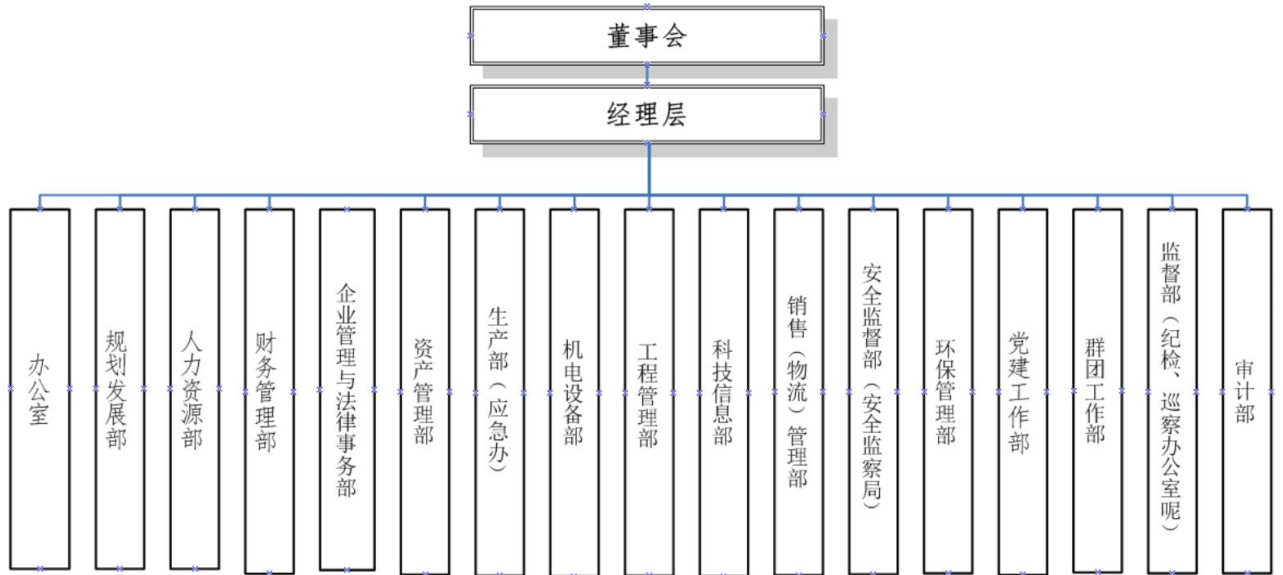 董事会
经理层
办公室
规划发展部
人力资源部
财务管理部
企业管理与法律事务部
资产管理部
生产部（应急办）
机电设备部
工程管理部
科技信息部
销售（物流）管理部
安全监督部（安全监察局）
环保管理部
党建工作部
群团工作部
监督部（纪检、巡察办公室呢）
审计部